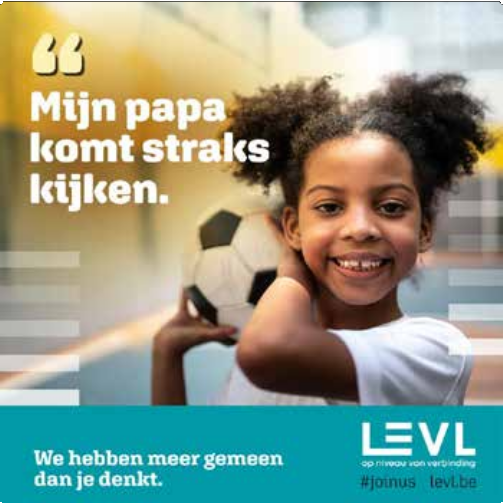 “
Mijn papa
komt straks
kijken.
We hebben meer gemeen
dan je denkt.
LEVL
op niveau van verbinding
#joinus levl.be